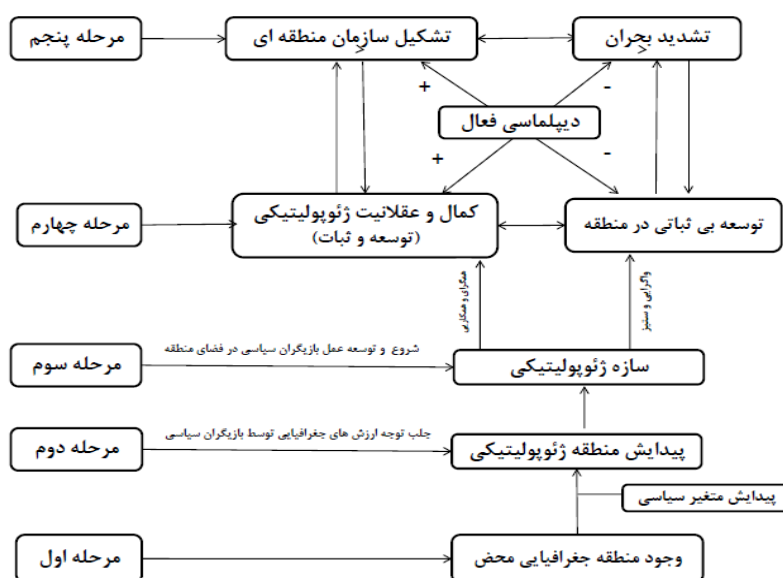 مرحله پنجم
تشکیل سازمان منطقه ای
تشدید بحران
+
-
دیپلماسی فعال
+
-
مرحله چهارم
کمال و عقلانیت ژئوپولیتیکی
(توسعه و ثبات)
توسعه بی ثباتی در منطقه
همگرای و همکاریی
واگرایی و ستیز
مرحله سوم
شروع و توسعه عمل بازیگران سیاسی در فضای منطقه
سازه ژئوپولیتیکی
مرحله دوم
جلب توجه ارزش های جغرافیایی توسط بازیگران سیاسی
پیدایش منطقه ژئوپولیتیکی
پیدایش متغیر سیاسی
مرحله اول
وجود منطقه جغرافیایی محض